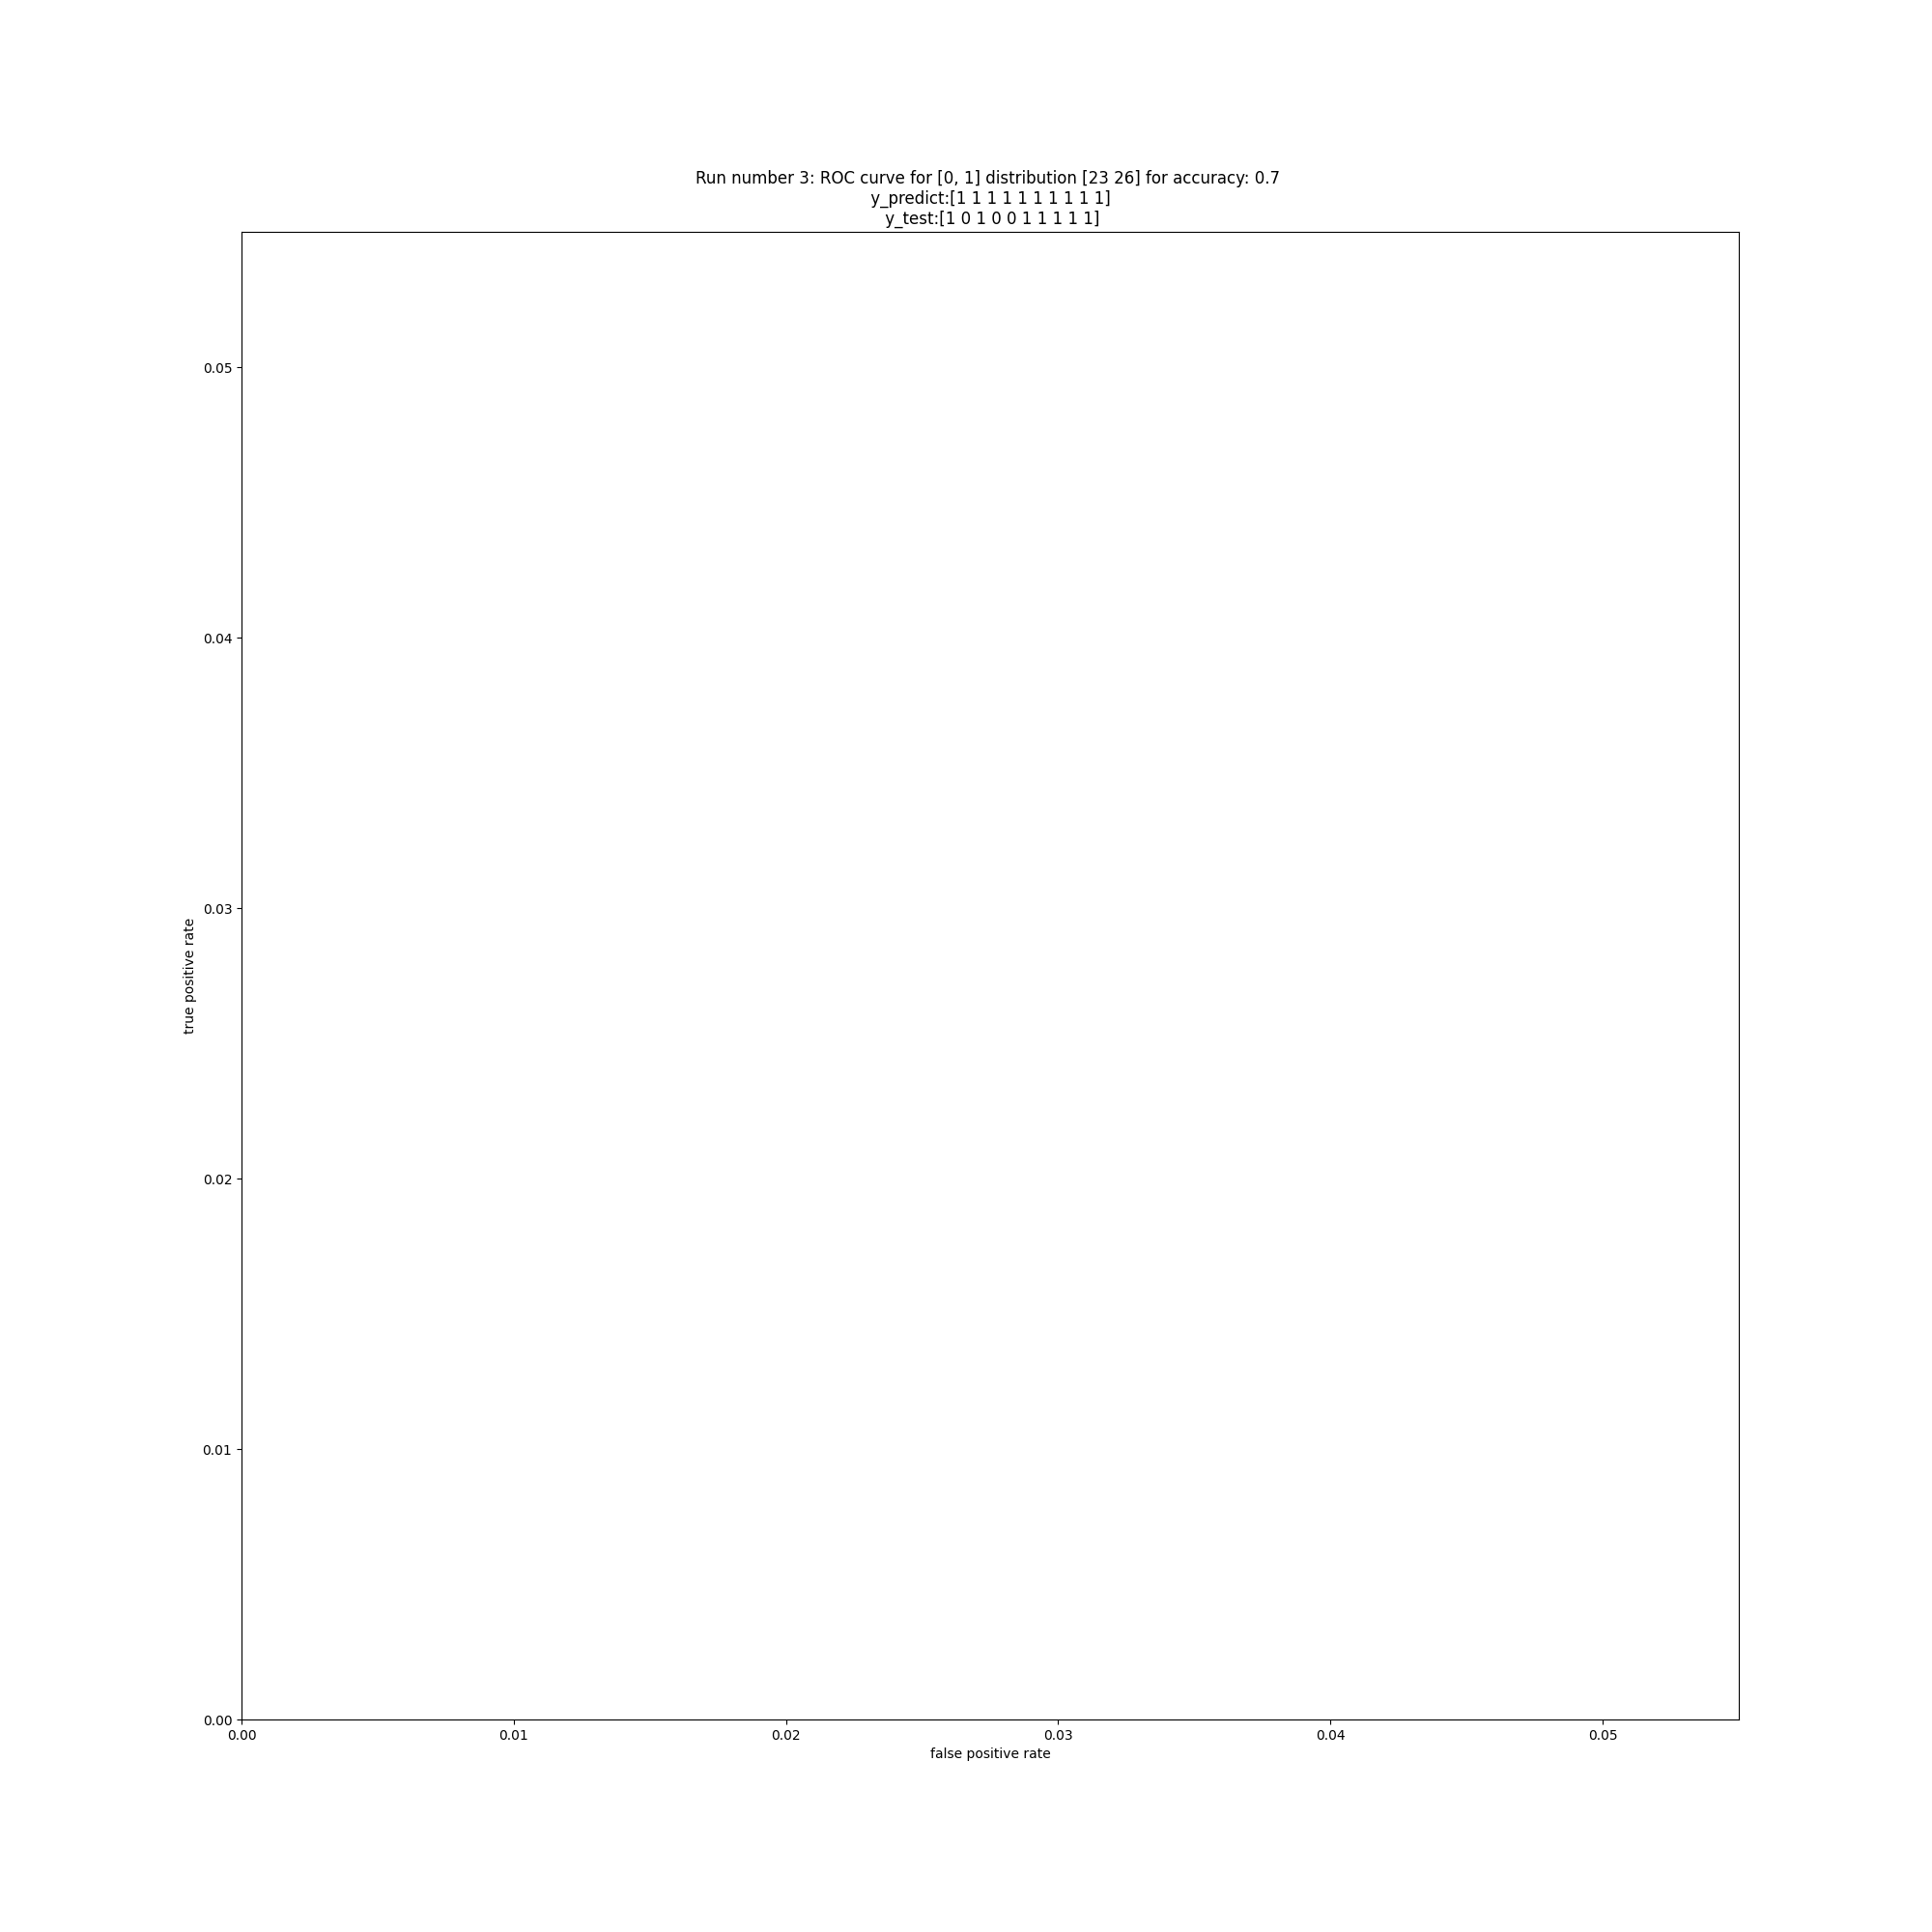 Run number 3: ROC curve for [0, 1] distribution [23 26] for accuracy: 0.7
y_predict:[1 1 1 1 1 1 1 1 1 1]
y_test:[1 0 1 0 0 1 1 1 1 1]
0.05
0.04
0.03
0.02
0.01
0.00
true positive rate
0.00 0.01 0.02 0.03 0.04 0.05
false positive rate